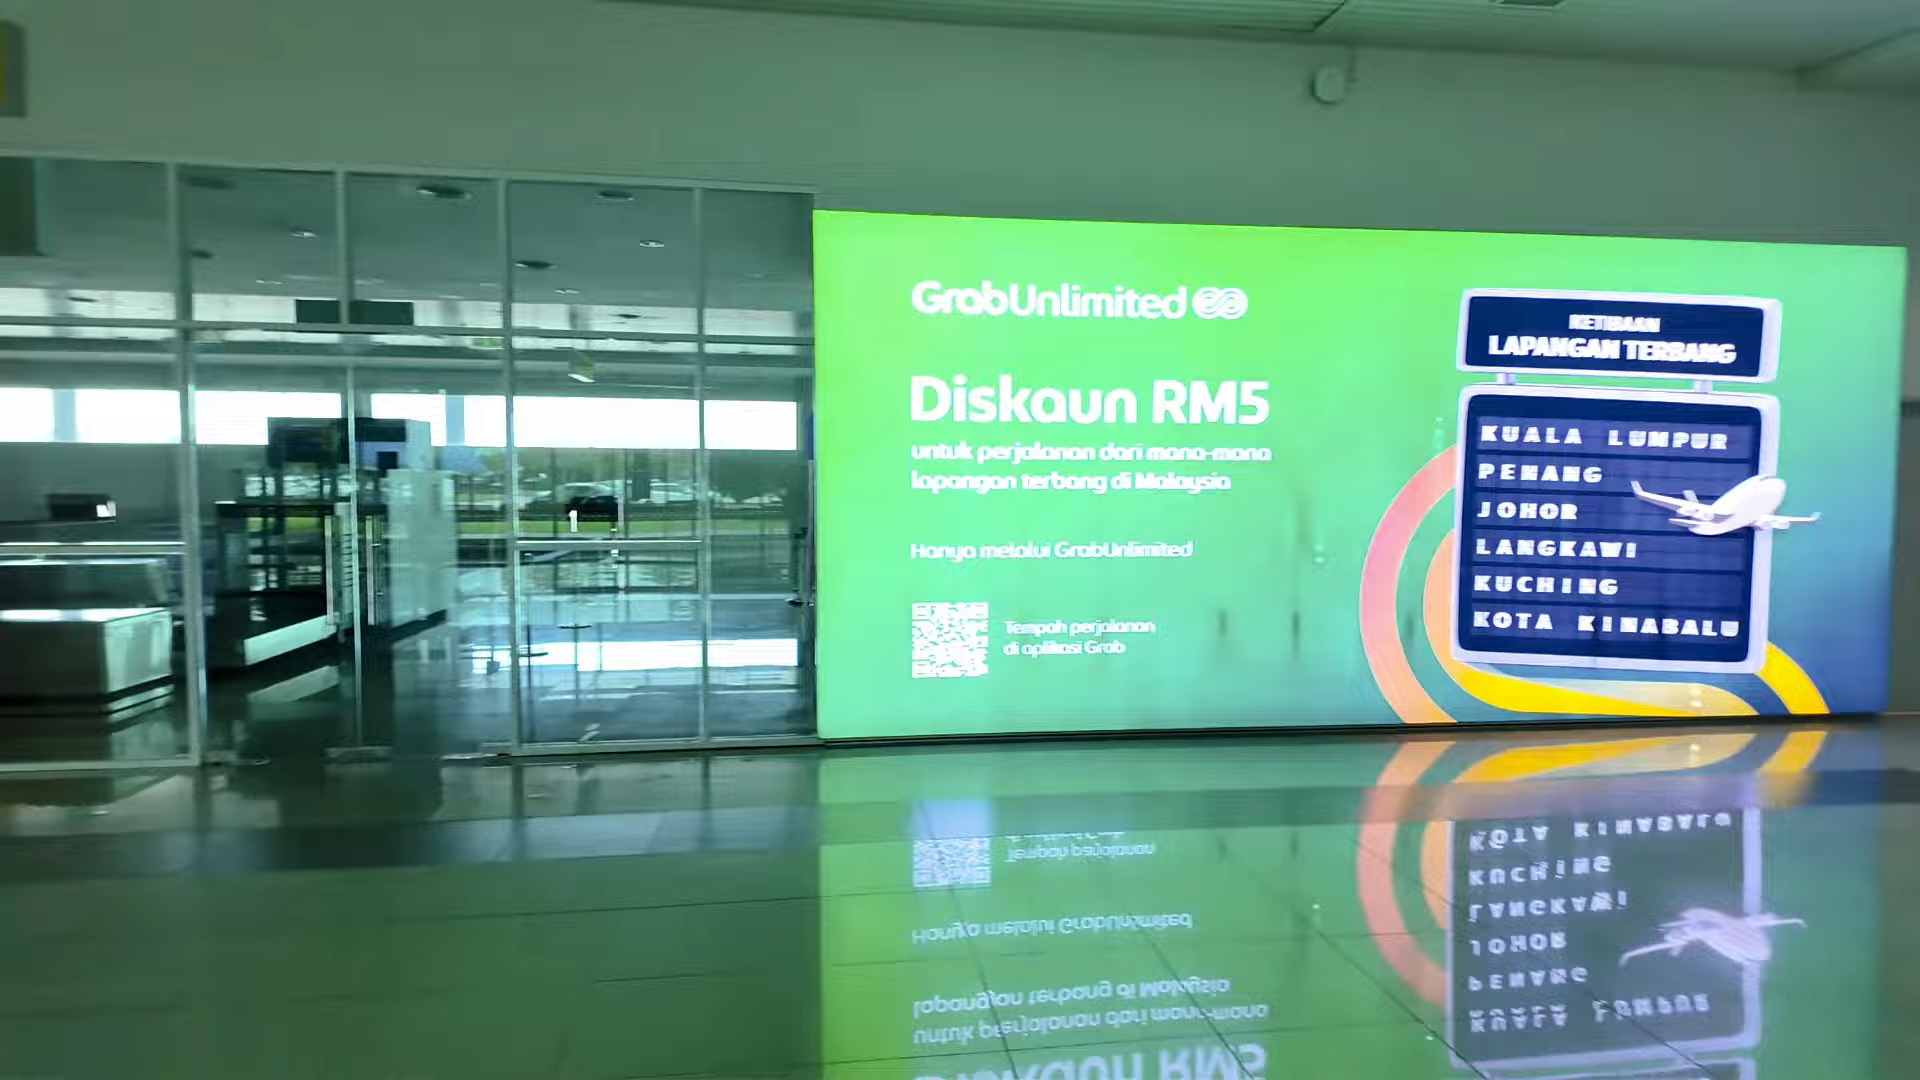 GrabUnlimited
Diskaun RM5
untuk perjalanan dari mana-mana
lapangan terbang di Malaysia
Hanya melalui GrabUnlimited
Tempah perjalanan
di aplikasi Grab
KETIBAAN
LAPANGAN TERBANG
KUALA LUMPUR
PENANG
JOHOR
LANGKAWI
KUCHING
KOTA KINABALU
1